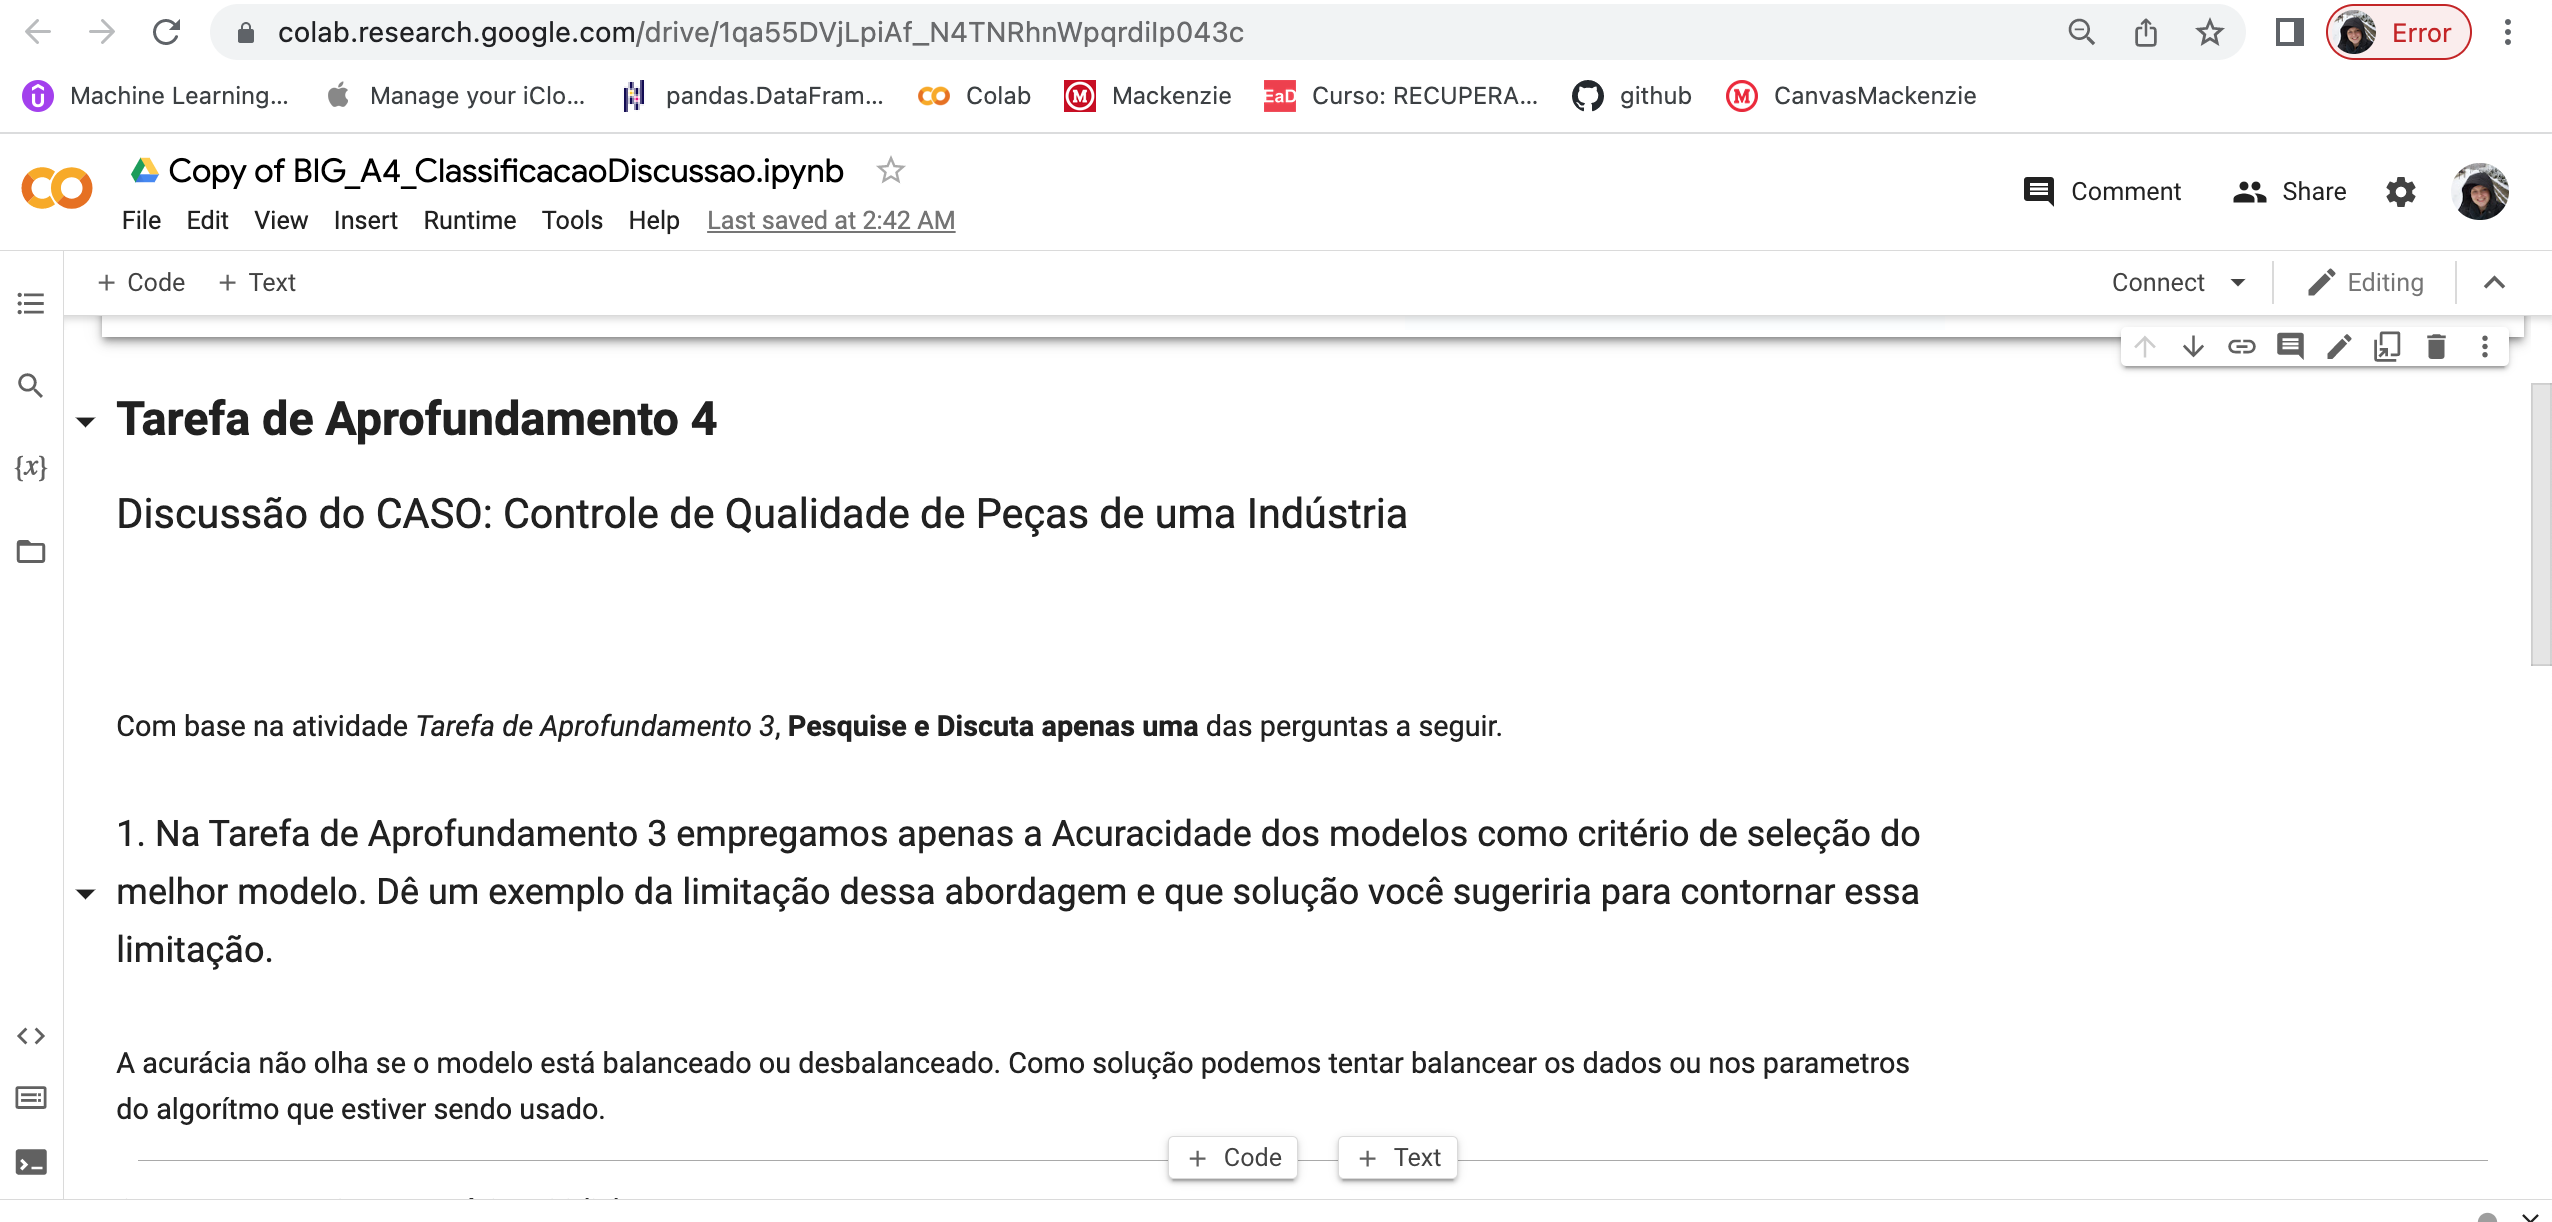 colab.research.google.com/drive/1qa55DVjLpiAf_N4TNRhnWpqrdiIp043c
Error
Machine Learning...
Manage your iClo...
pandas.DataFram...
Colab
Mackenzie
EaD
Curso: RECUPERA...
github
CanvasMackenzie
Copy of BIG_A4_ClassificacaoDiscussao.ipynb
Comment
Share
File Edit View Insert Runtime Tools Help Last saved at 2:42 AM
+ Code + Text
Connect
Editing
Tarefa de Aprofundamento 4
{x}
Discussão do CASO: Controle de Qualidade de Peças de uma Indústria
Com base na atividade Tarefa de Aprofundamento 3, Pesquise e Discuta apenas uma das perguntas a seguir.
1. Na Tarefa de Aprofundamento 3 empregamos apenas a Acuracidade dos modelos como critério de seleção do
melhor modelo. Dê um exemplo da limitação dessa abordagem e que solução você sugeriria para contornar essa
limitação.
A acurácia não olha se o modelo está balanceado ou desbalanceado. Como solução podemos tentar balancear os dados ou nos parametros
do algorítmo que estiver sendo usado.
+ Code + Text